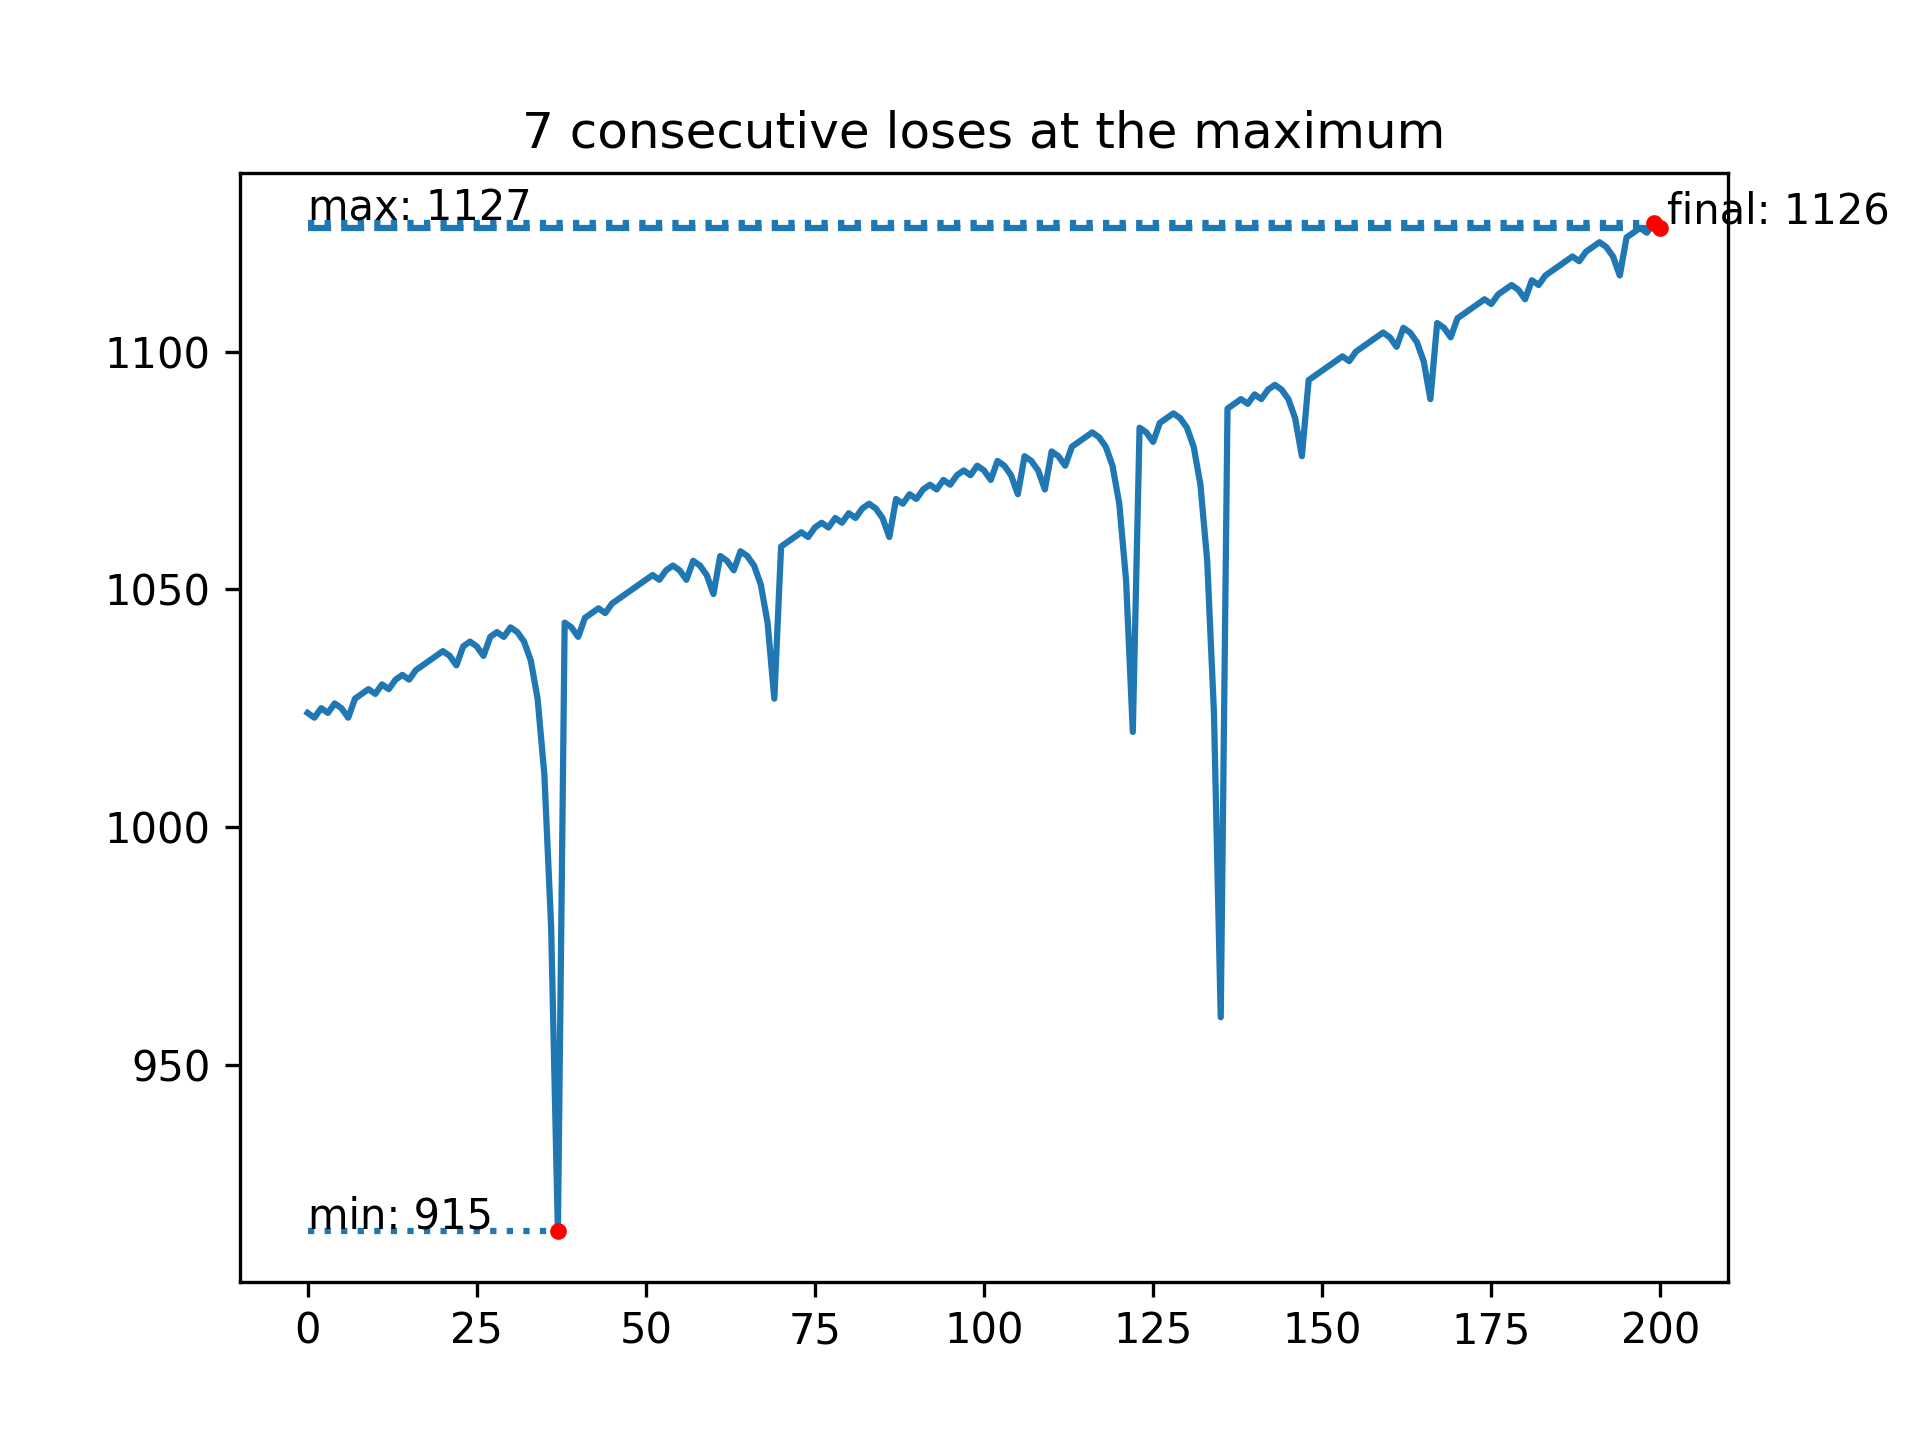 7 consecutive loses at the maximum
max: 1127
final: 1126
1100
1050
1000
950
min: 915
0 25 50 75 100 125 150 175 200